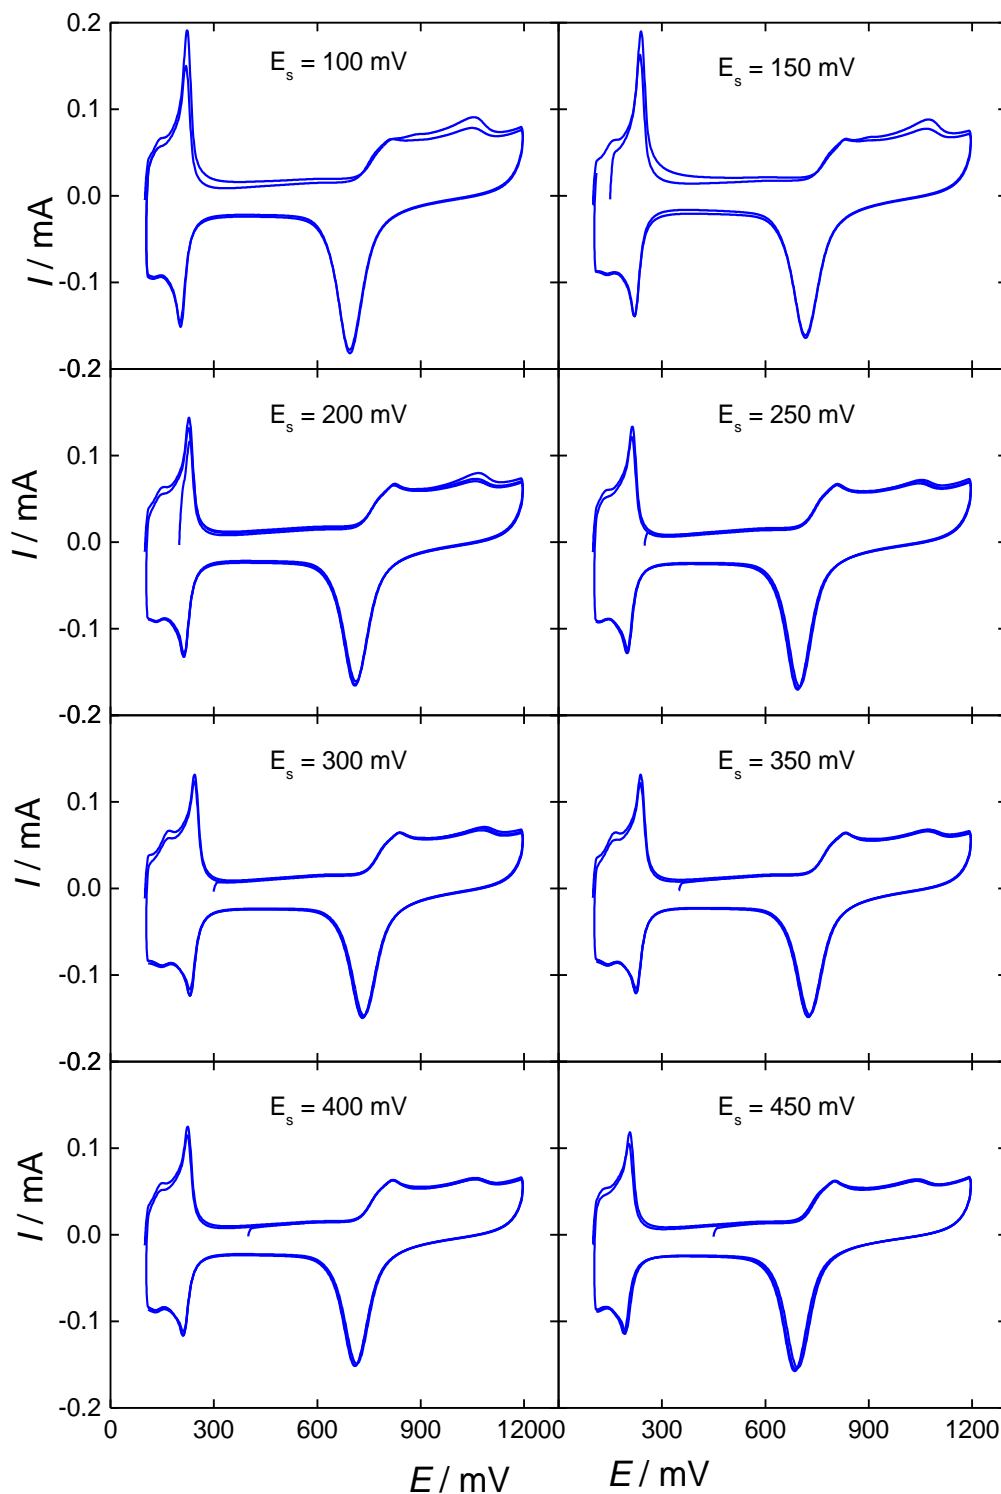 0.2
E_s = 100 mV
E_s = 150 mV
0.1
0.0
I / mA
-0.1
-0.2
E_s = 200 mV
E_s = 250 mV
0.1
0.0
I / mA
-0.1
-0.2
E_s = 300 mV
E_s = 350 mV
0.1
0.0
I / mA
-0.1
-0.2
E_s = 400 mV
E_s = 450 mV
0.1
0.0
I / mA
-0.1
-0.2
0 300 600 900 12000 300 600 900 1200
E / mV E / mV